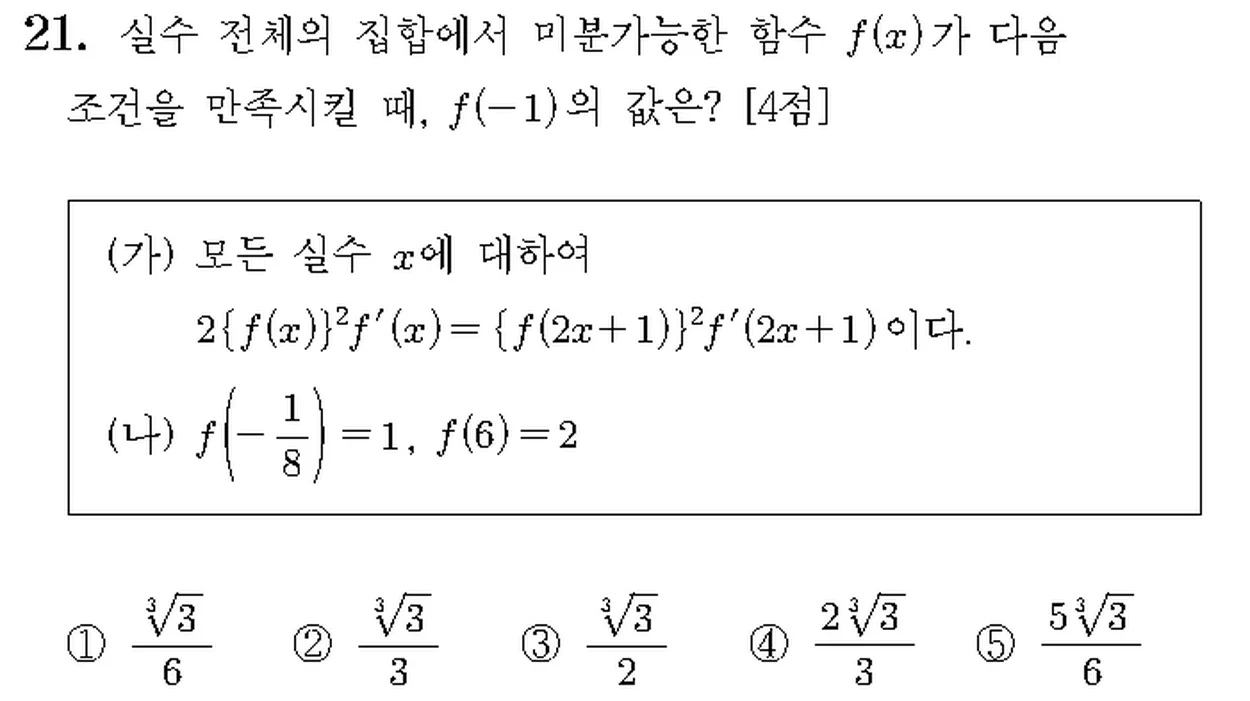 21. 실수 전체의 집합에서 미분가능한 함수 f(x)가 다음
조건을 만족시킬 때, f(-1)의 값은? [4점]
(가) 모든 실수 x에 대하여
2{f(x)}²f′(x)={f(2x+1)}²f′(2x+1)이다.
(나) f(-1/8)=1, f(6)=2
① ∛3/6 ② ∛3/3 ③ ∛3/2 ④ 2∛3/3 ⑤ 5∛3/6